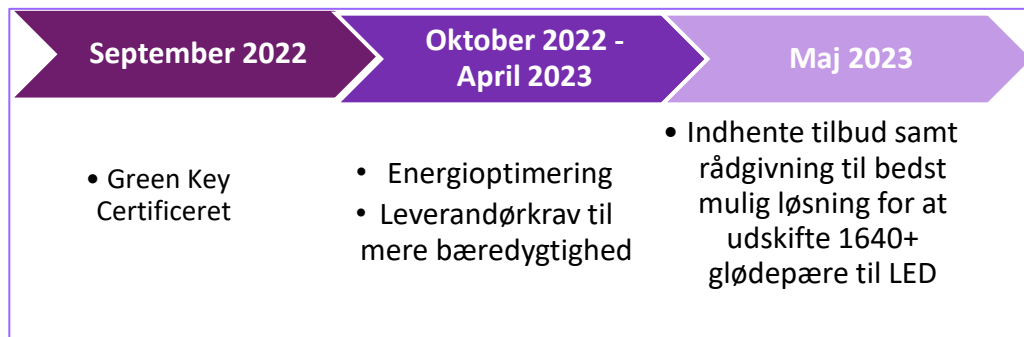 September 2022
Oktober 2022 -
April 2023
Maj 2023
• Green Key
Certificeret
• Energioptimering
• Leverandørkrav til
mere bæredygtighed
• Indhente tilbud samt
rådgivning til bedst
mulig løsning for at
udskifte 1640+
glødepære til LED